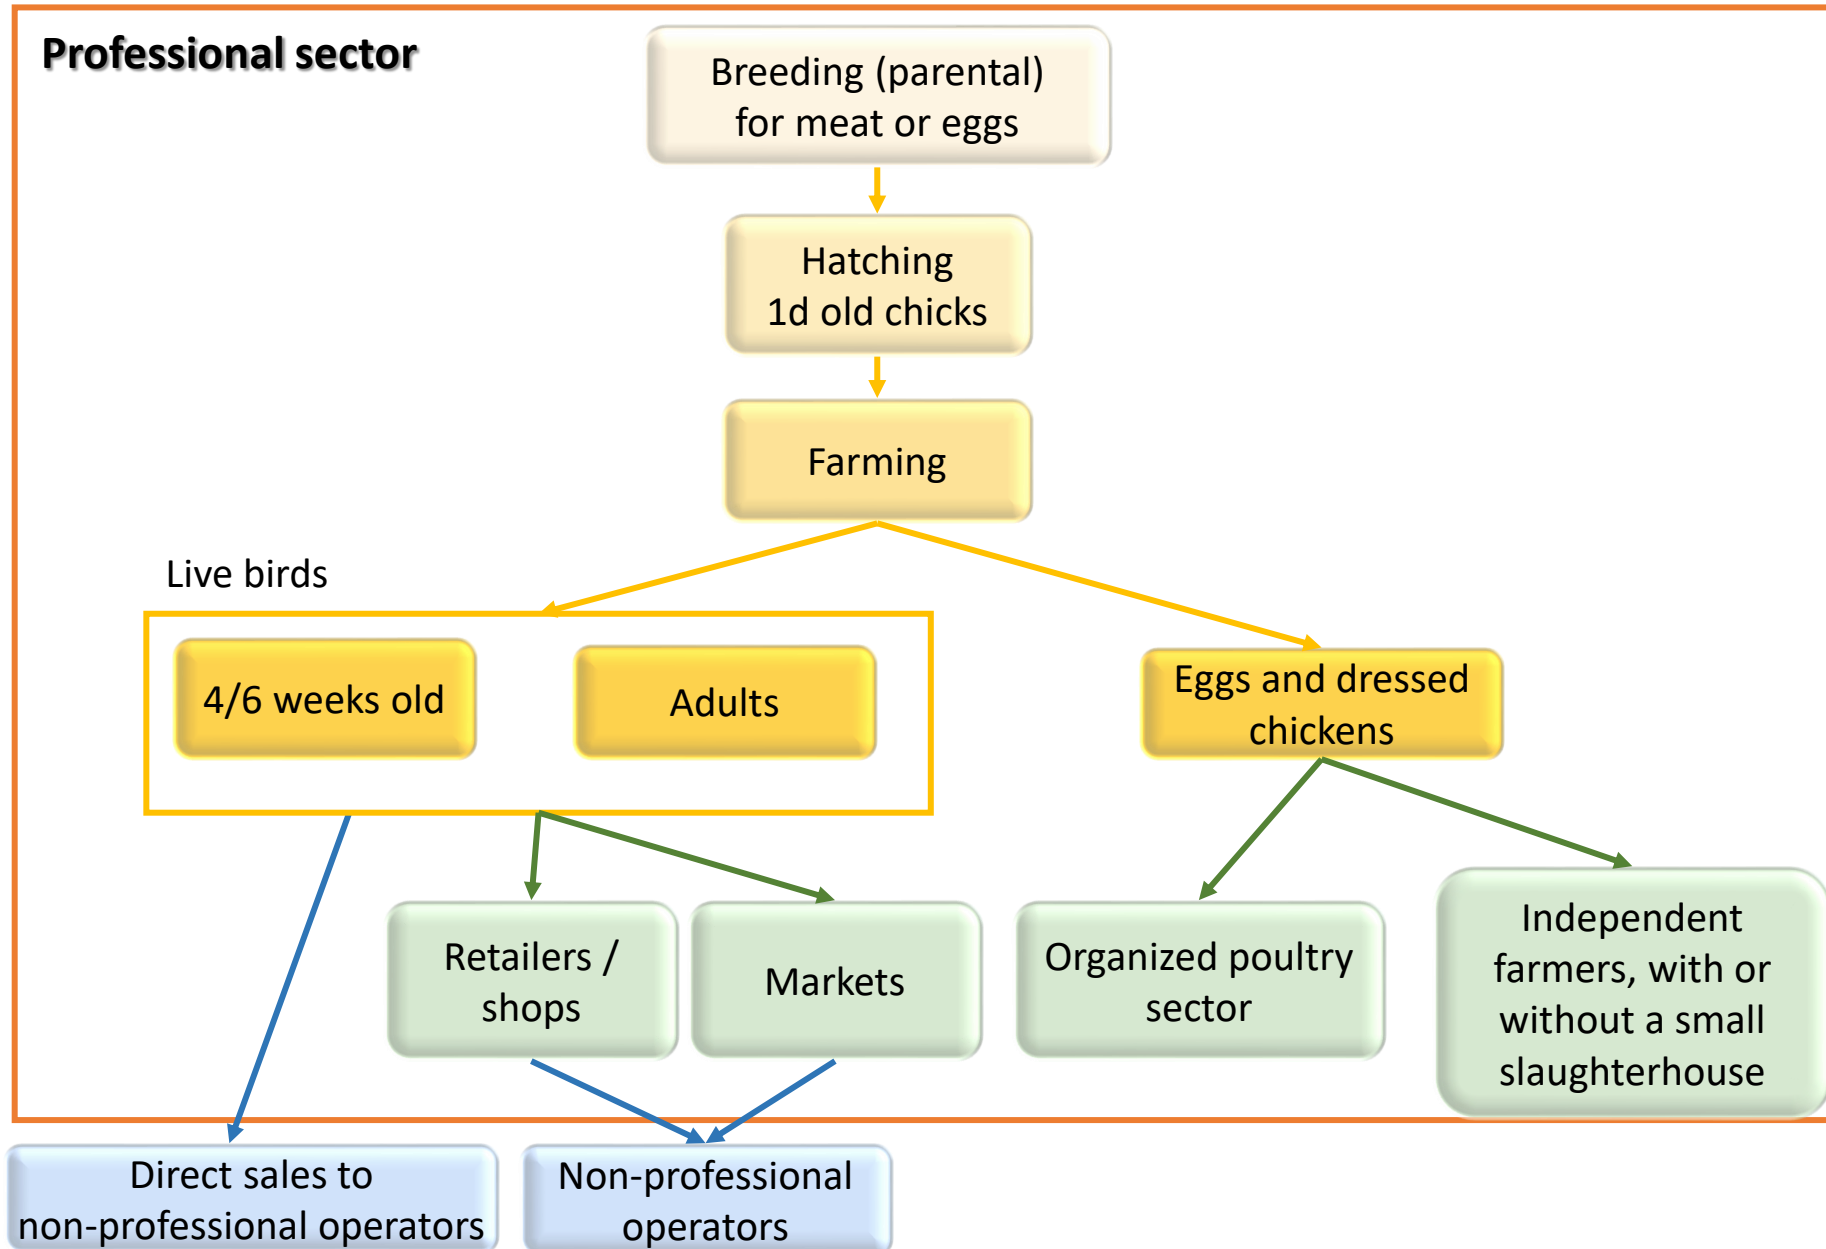 Professional sector
Breeding (parental)
for meat or eggs
Hatching
1d old chicks
Farming
Live birds
4/6 weeks old
Adults
Eggs and dressed
chickens
Retailers /
shops
Markets
Organized poultry
sector
Independent
farmers, with or
without a small
slaughterhouse
Direct sales to
non-professional operators
Non-professional
operators